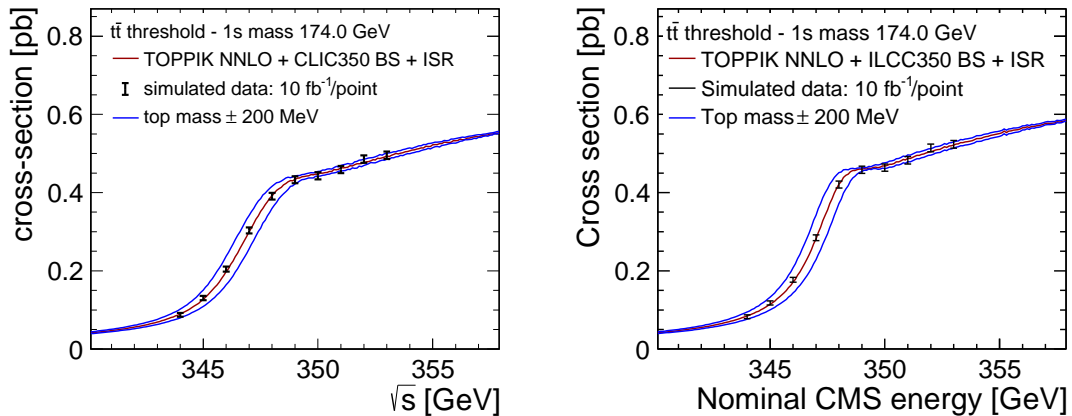 tt̄ threshold - 1s mass 174.0 GeV
TOPPIK NNLO + CLIC350 BS + ISR
simulated data: 10 fb⁻¹/point
top mass ± 200 MeV
cross-section [pb]
0.8
0.6
0.4
0.2
0
345 350 355
√s [GeV]
tt̄ threshold - 1s mass 174.0 GeV
TOPPIK NNLO + ILCC350 BS + ISR
Simulated data: 10 fb⁻¹/point
Top mass ± 200 MeV
Cross section [pb]
0.8
0.6
0.4
0.2
0
345 350 355
Nominal CMS energy [GeV]